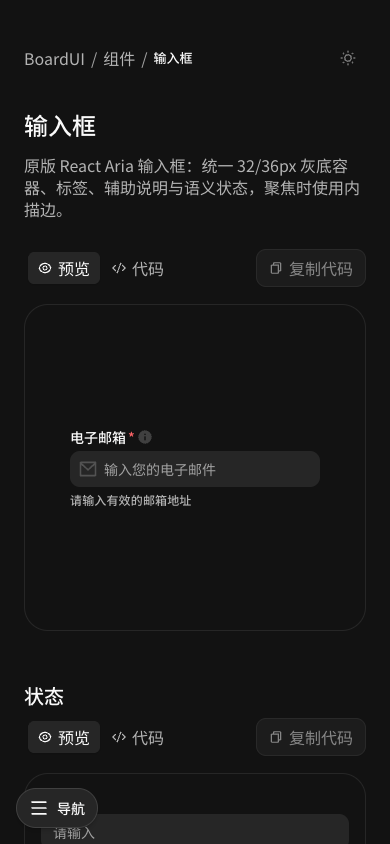 BoardUI / 组件 / 输入框
输入框
原版 React Aria 输入框：统一 32/36px 灰底容
器、标签、辅助说明与语义状态，聚焦时使用内
描边。
预览 代码 复制代码
电子邮箱 *
输入您的电子邮件
请输入有效的邮箱地址
状态
预览 代码 复制代码
导航
请输入